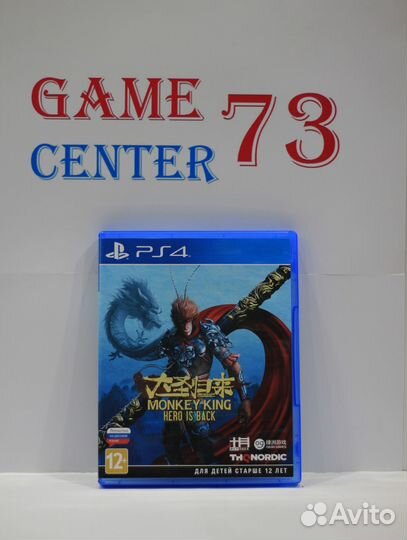 GAME
CENTER
73
PS4
大圣归来
MONKEY KING
HERO IS BACK
12+
THQ NORDIC
ДЛЯ ДЕТЕЙ СТАРШЕ 12 ЛЕТ
Avito